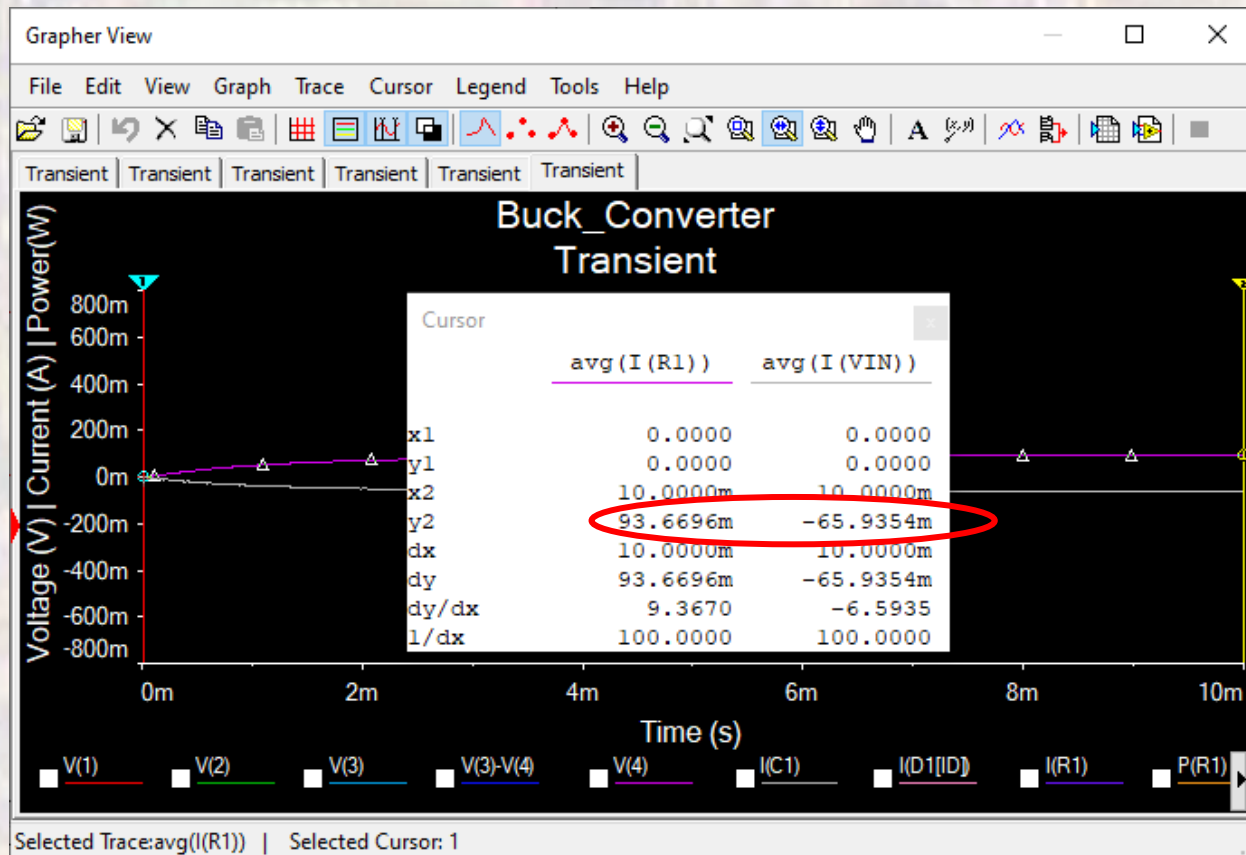 Grapher View
File Edit View Graph Trace Cursor Legend Tools Help
Transient Transient Transient Transient Transient Transient
Buck_Converter
Transient
Voltage (V) | Current (A) | Power(W)
800m
600m
400m
200m
0m
-200m
-400m
-600m
-800m
Cursor
avg(I(R1)) avg(I(VIN))
x1 0.0000 0.0000
y1 0.0000 0.0000
x2 10.0000m 10.0000m
y2 93.6696m -65.9354m
dx 10.0000m 10.0000m
dy 93.6696m -65.9354m
dy/dx 9.3670 -6.5935
1/dx 100.0000 100.0000
0m 2m 4m 6m 8m 10m
Time (s)
V(1) V(2) V(3) V(3)-V(4) V(4) I(C1) I(D1[ID]) I(R1) P(R1)
Selected Trace:avg(I(R1)) | Selected Cursor: 1